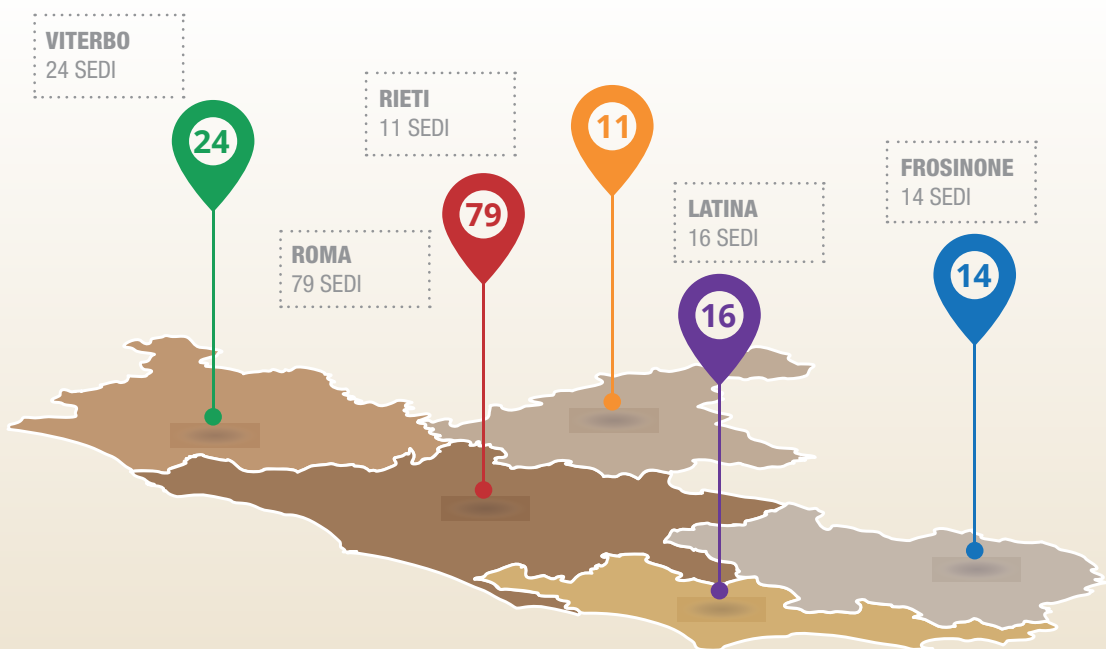 VITERBO
24 SEDI
24
RIETI
11 SEDI
11
ROMA
79 SEDI
79
LATINA
16 SEDI
16
FROSINONE
14 SEDI
14